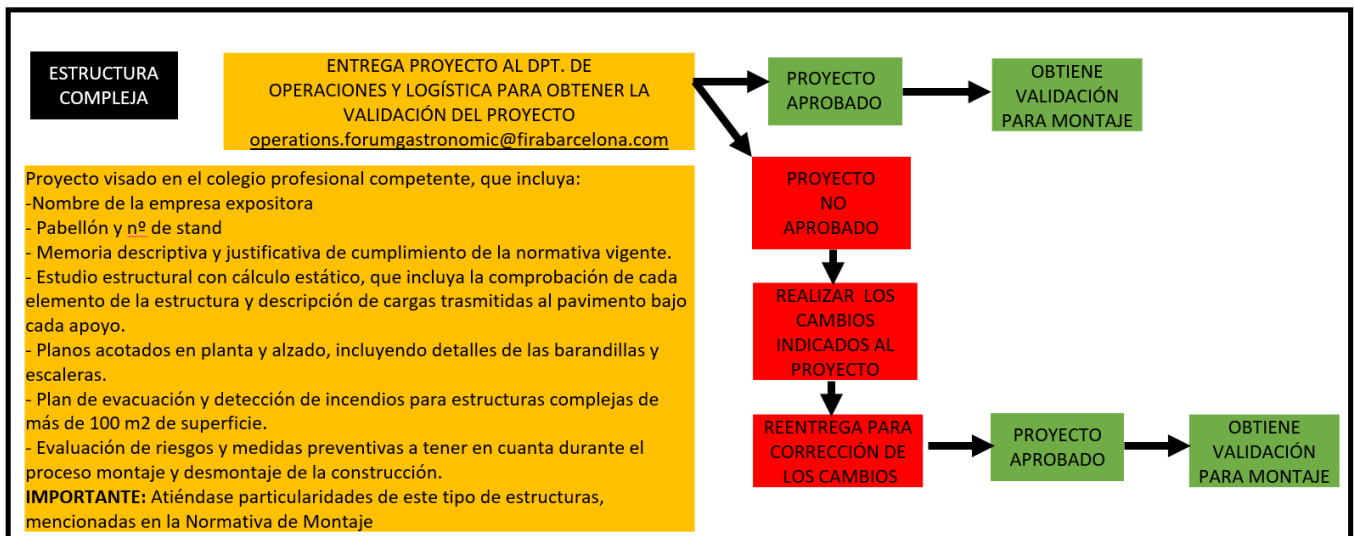 ESTRUCTURA
COMPLEJA
ENTREGA PROYECTO AL DPT. DE
OPERACIONES Y LOGÍSTICA PARA OBTENER LA
VALIDACIÓN DEL PROYECTO
operations.forumgastronomic@firabarcelona.com
PROYECTO
APROBADO
OBTIENE
VALIDACIÓN
PARA MONTAJE
Proyecto visado en el colegio profesional competente, que incluya:
-Nombre de la empresa expositora
- Pabellón y nº de stand
- Memoria descriptiva y justificativa de cumplimiento de la normativa vigente.
- Estudio estructural con cálculo estático, que incluya la comprobación de cada
elemento de la estructura y descripción de cargas trasmitidas al pavimento bajo
cada apoyo.
- Planos acotados en planta y alzado, incluyendo detalles de las barandillas y
escaleras.
- Plan de evacuación y detección de incendios para estructuras complejas de
más de 100 m2 de superficie.
- Evaluación de riesgos y medidas preventivas a tener en cuanta durante el
proceso montaje y desmontaje de la construcción.
IMPORTANTE: Atiéndase particularidades de este tipo de estructuras,
mencionadas en la Normativa de Montaje
PROYECTO
NO
APROBADO
REALIZAR LOS
CAMBIOS
INDICADOS AL
PROYECTO
REENTREGA PARA
CORRECCIÓN DE
LOS CAMBIOS
PROYECTO
APROBADO
OBTIENE
VALIDACIÓN
PARA MONTAJE